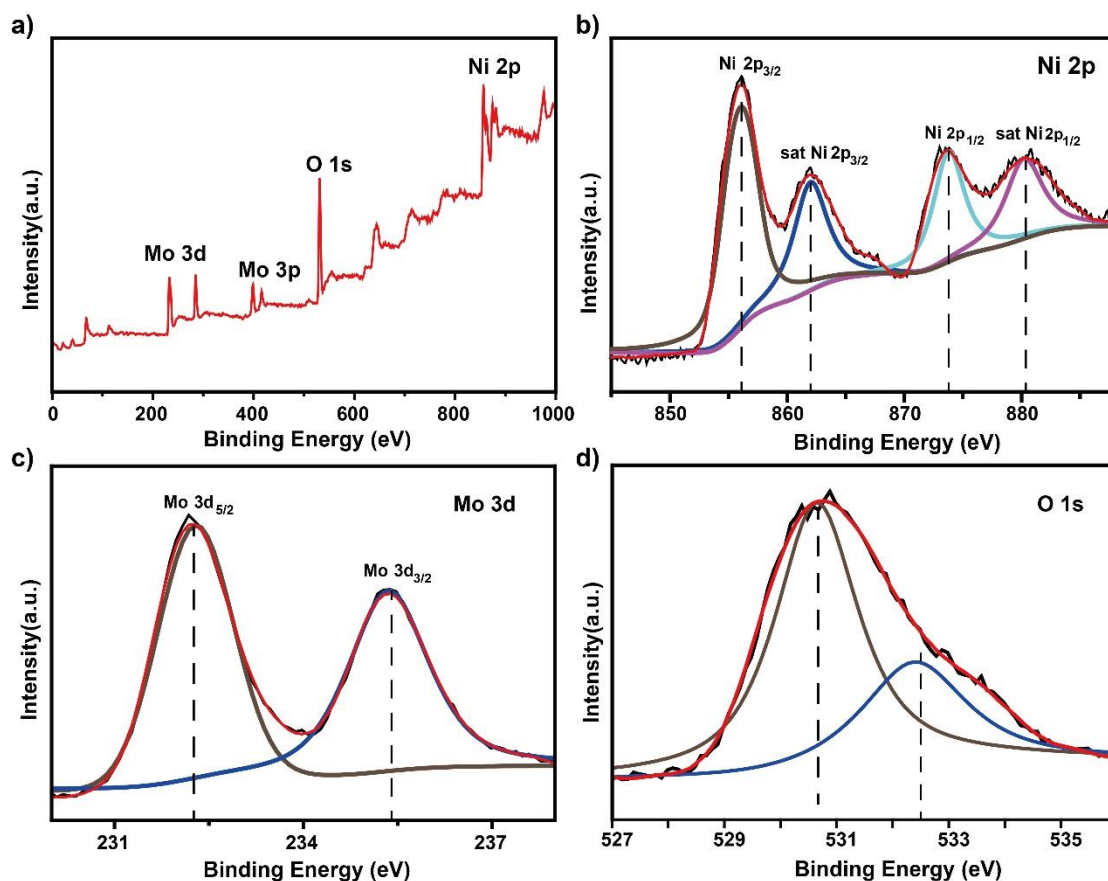 a)
Ni 2p
O 1s
Mo 3d
Mo 3p
Intensity(a.u.)
0 200 400 600 800 1000
Binding Energy (eV)
b)
Ni 2p
Ni 2p3/2
sat Ni 2p3/2
Ni 2p1/2
sat Ni2p1/2
Intensity(a.u.)
850 860 870 880
Binding Energy (eV)
c)
Mo 3d
Mo 3d5/2
Mo 3d3/2
Intensity(a.u.)
231 234 237
Binding Energy (eV)
d)
O 1s
Intensity(a.u.)
527 529 531 533 535
Binding Energy (eV)